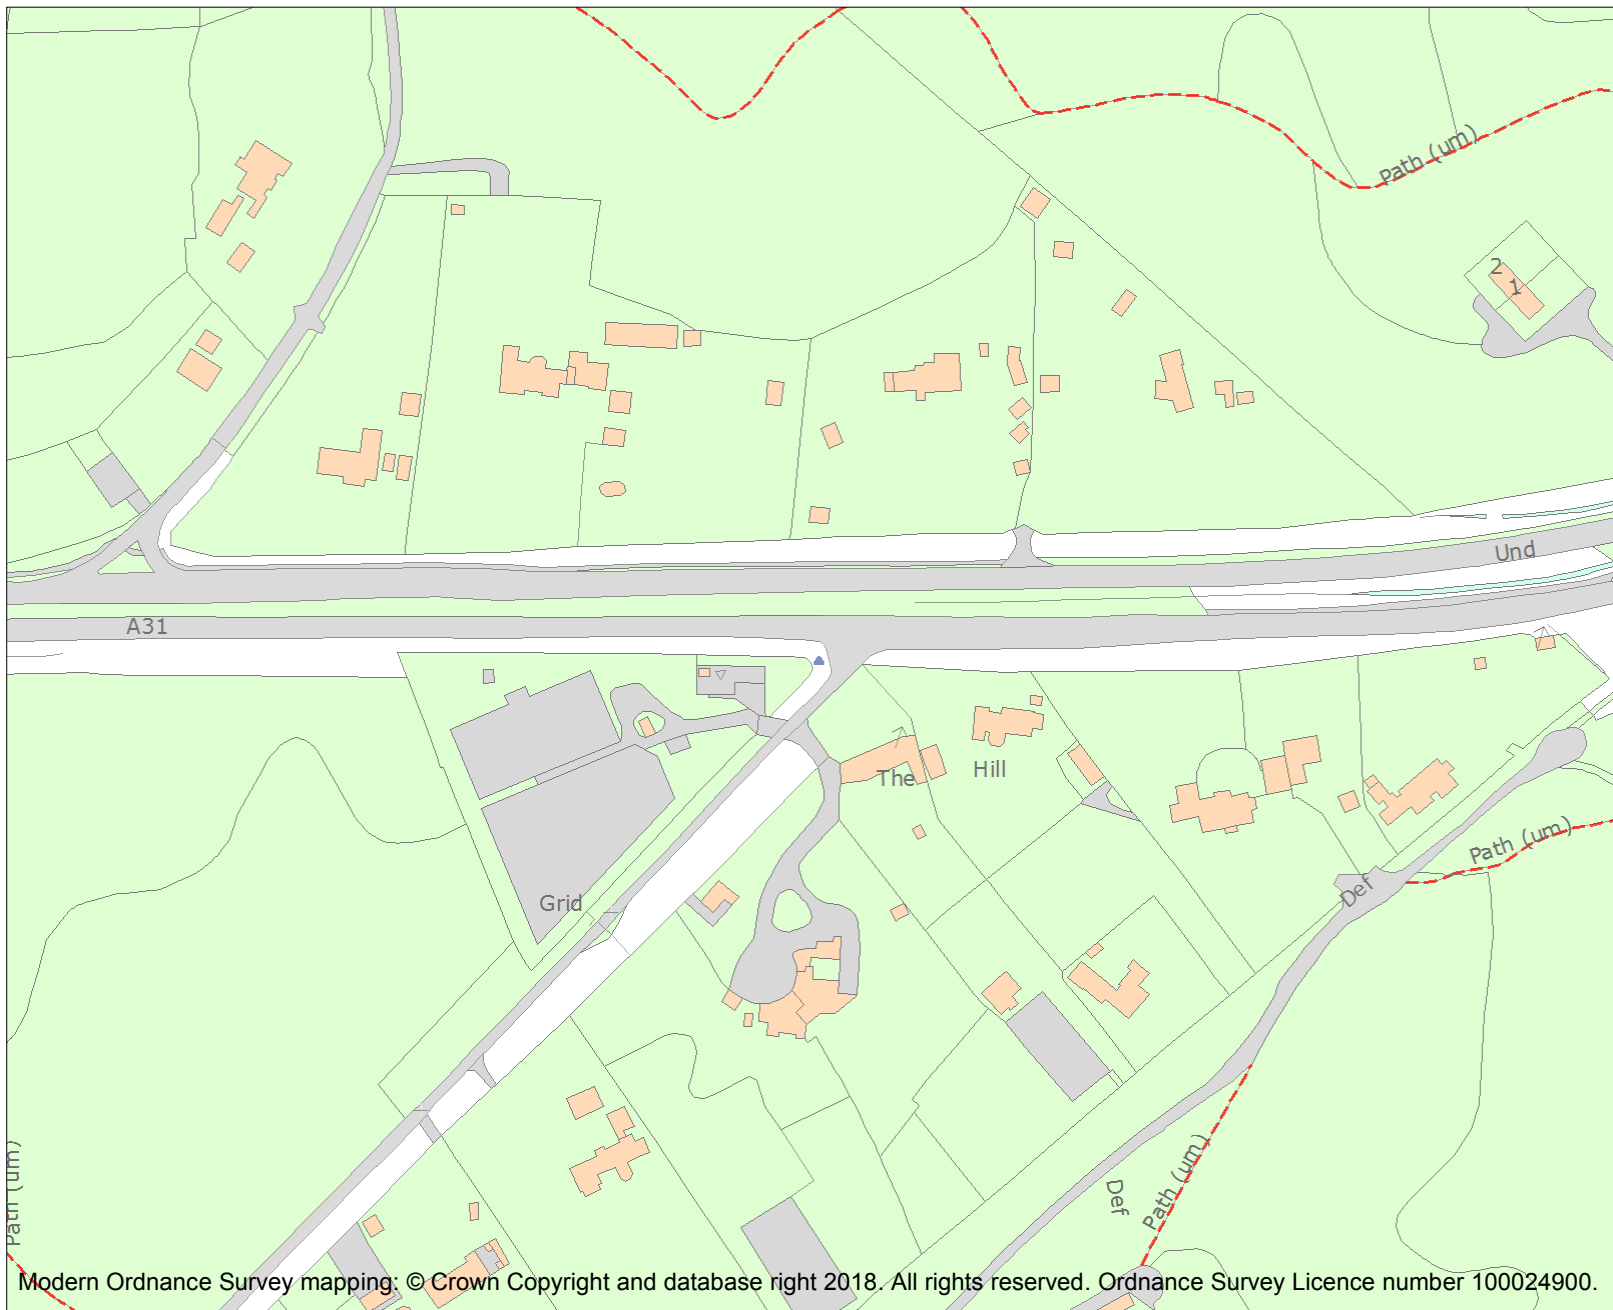 Path (um)
2
1
Und
A31
The
Hill
Path (um)
Def
Grid
Path (um)
Path (um)
Def
Modern Ordnance Survey mapping: © Crown Copyright and database right 2018. All rights reserved. Ordnance Survey Licence number 100024900.